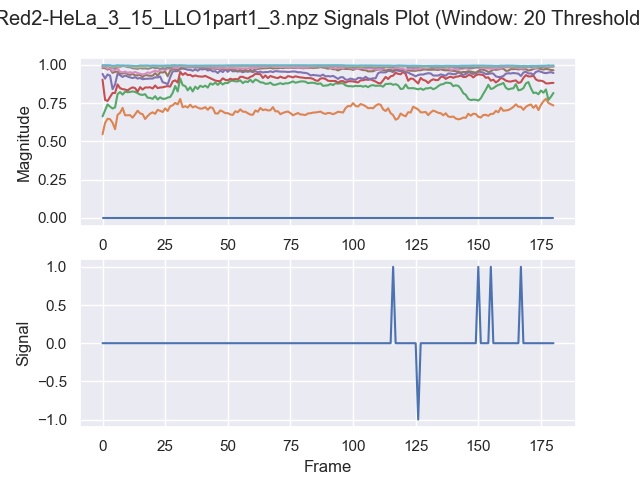 Red2-HeLa_3_15_LLO1part1_3.npz Signals Plot (Window: 20 Threshold
1.00
0.75
0.50
0.25
0.00
Magnitude
0 25 50 75 100 125 150 175
1.0
0.5
0.0
−0.5
−1.0
Signal
0 25 50 75 100 125 150 175
Frame